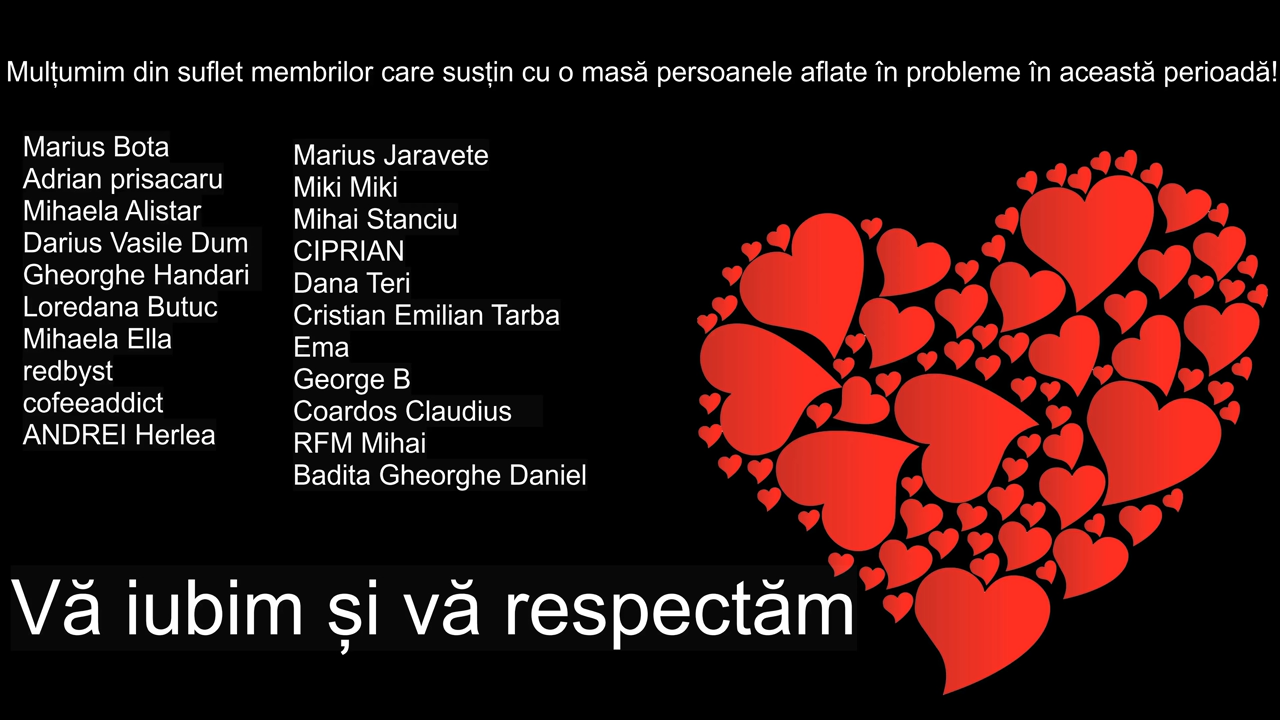 Mulțumim din suflet membrilor care susțin cu o masă persoanele aflate în probleme în această perioadă!
Marius Bota
Adrian prisacaru
Mihaela Alistar
Darius Vasile Dum
Gheorghe Handari
Loredana Butuc
Mihaela Ella
redbyst
cofeeaddict
ANDREI Herlea
Marius Jaravete
Miki Miki
Mihai Stanciu
CIPRIAN
Dana Teri
Cristian Emilian Tarba
Ema
George B
Coardos Claudius
RFM Mihai
Badita Gheorghe Daniel
Vă iubim și vă respectăm